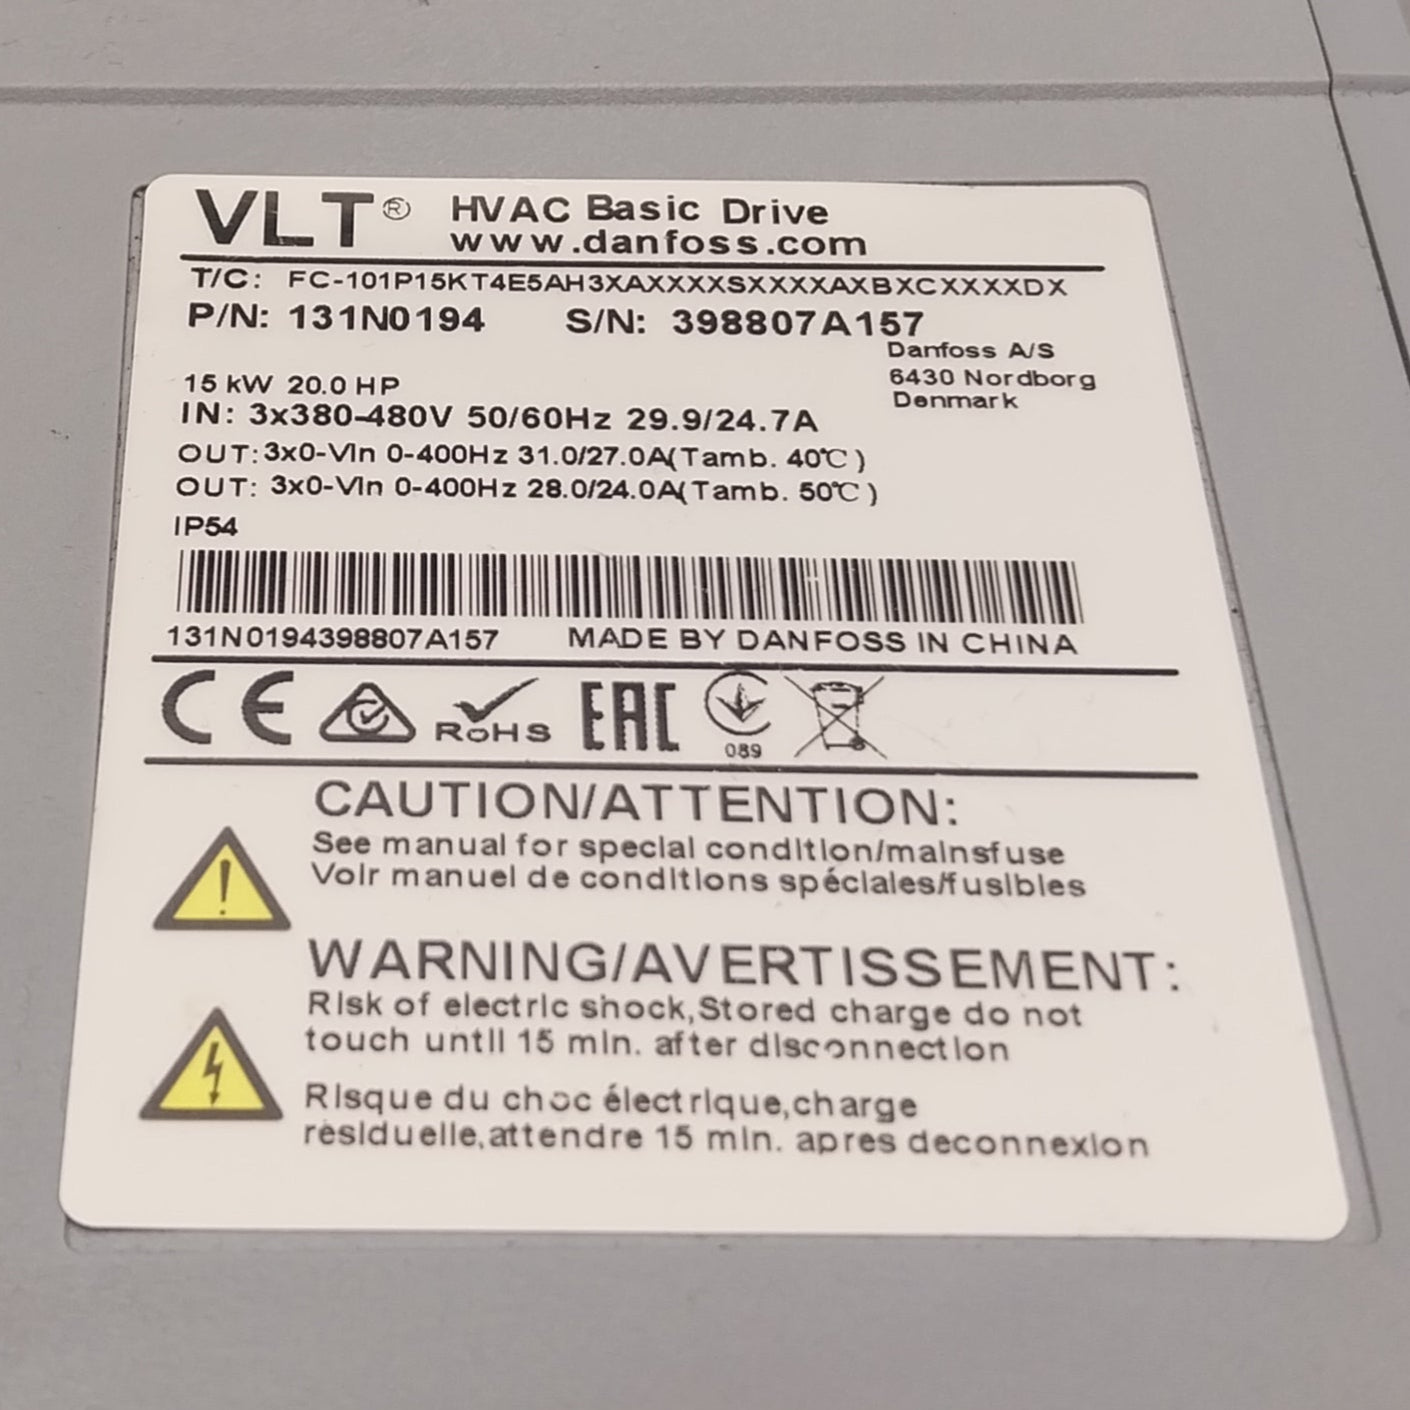 VLT® HVAC Basic Drive
www.danfoss.com
T/C: FC-101P15KT4E5AH3XAXXXXSXXXXAXBXCXXXXDX
P/N: 131N0194 S/N: 398807A157
Danfoss A/S
6430 Nordborg
Denmark
15 kW 20.0 HP
IN: 3x380-480V 50/60Hz 29.9/24.7A
OUT: 3x0-Vin 0-400Hz 31.0/27.0A(Tamb. 40℃)
OUT: 3x0-Vin 0-400Hz 28.0/24.0A(Tamb. 50℃)
IP54
131N0194398807A157 MADE BY DANFOSS IN CHINA
CE RoHS EAC 089
CAUTION/ATTENTION:
See manual for special condition/mainsfuse
Voir manuel de conditions spéciales/fusibles
WARNING/AVERTISSEMENT:
Risk of electric shock,Stored charge do not
touch until 15 min. after disconnection
Risque du choc électrique,charge
résiduelle,attendre 15 min. apres deconnexion